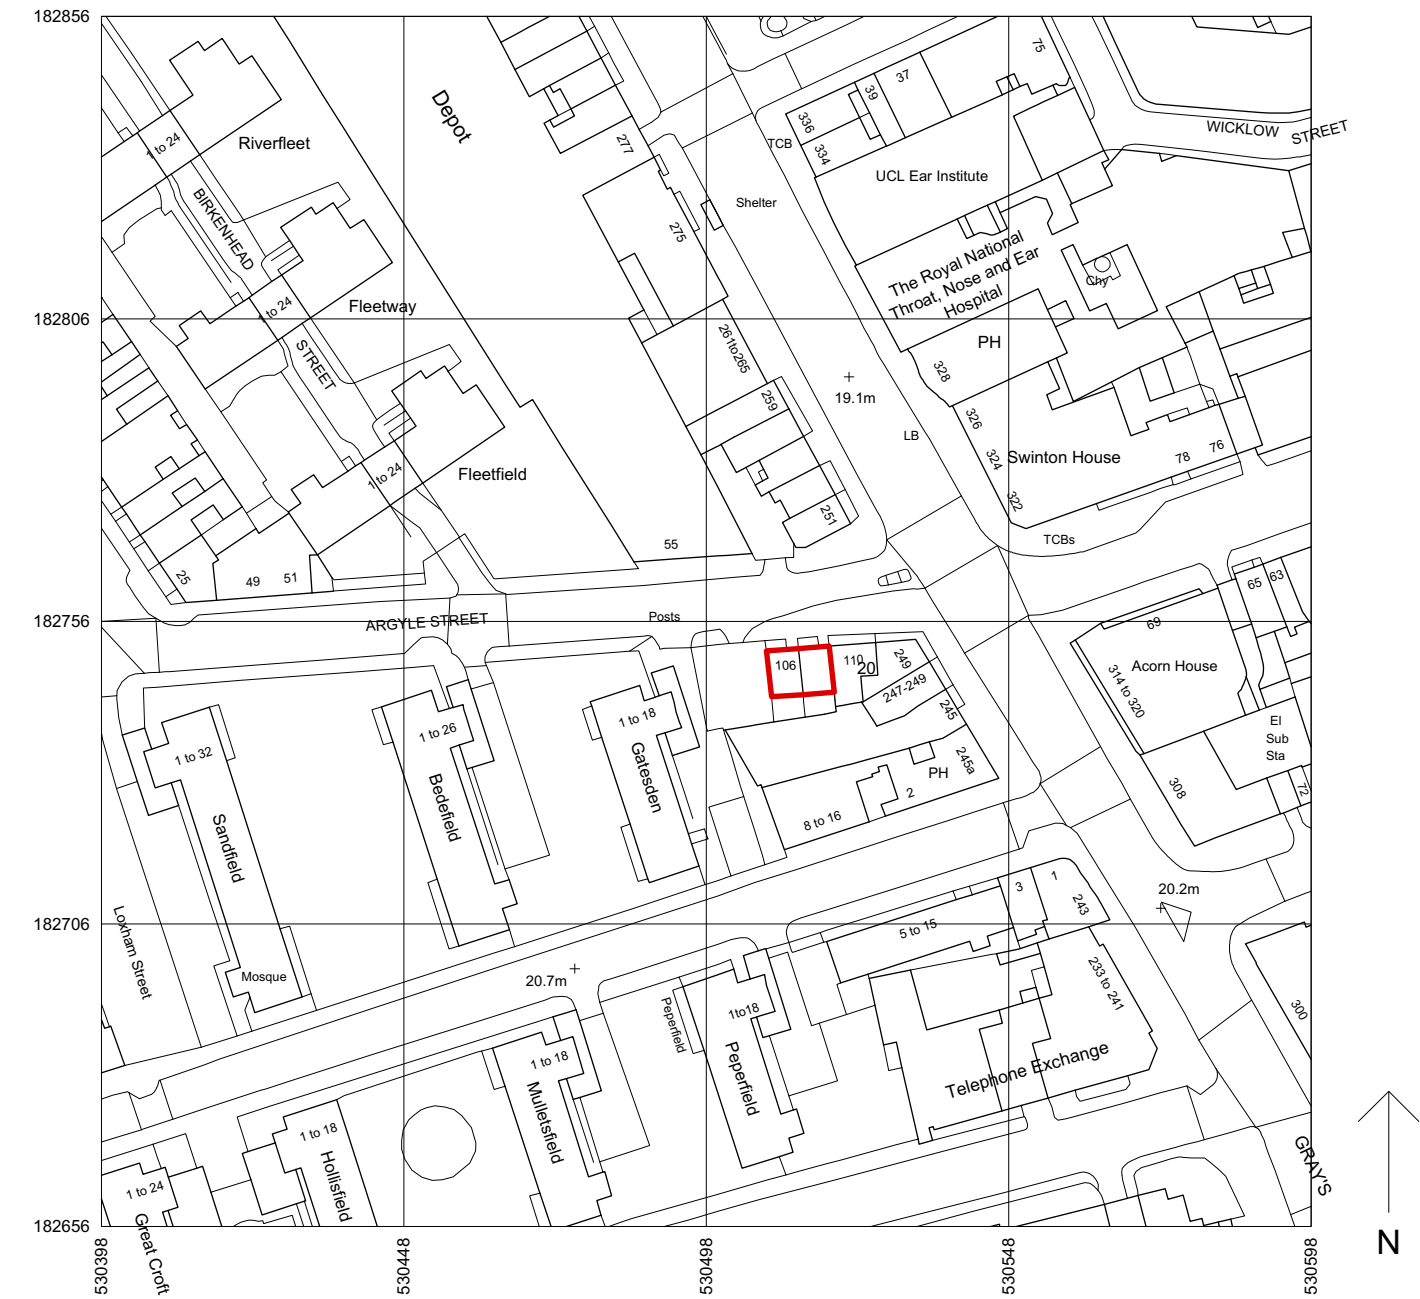 182856
75
37
39
336
334
TCB
Depot
277
WICKLOW STREET
1 to 24
Riverfleet
UCL Ear Institute
BIRKENHEAD
Shelter
275
The Royal National
Throat, Nose and Ear
Hospital
Chy
1 to 24
Fleetway
182806
STREET
261to265
PH
328
259
19.1m
326
LB
324
Swinton House
78
76
1 to 24
Fleetfield
322
251
TCBs
55
25
49
51
65
63
182756
ARGYLE STREET
Posts
69
106
110
20
249
247-249
245
314 to 320
Acorn House
El
Sub
Sta
1 to 32
1 to 26
1 to 18
Gatesden
Bedefield
Sandfield
245a
PH
2
8 to 16
308
72
3
1
243
20.2m
182706
5 to 15
Loxham Street
Mosque
20.7m
233 to 241
300
Peperfield
1to18
Peperfield
1 to 18
Mulletsfield
Telephone Exchange
1 to 18
Hollisfield
GRAY'S
1 to 24
Great Croft
182656
530398
530448
530498
530548
530598
N